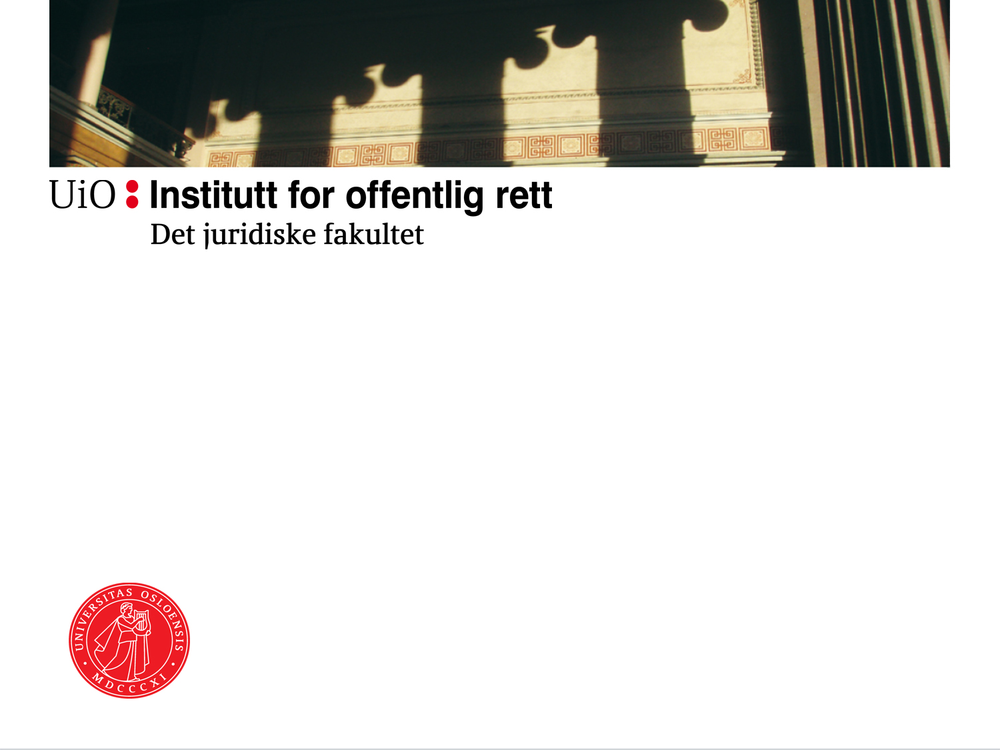 UiO : Institutt for offentlig rett
Det juridiske fakultet
UNIVERSITAS OSLOENSIS
MDCCCXI